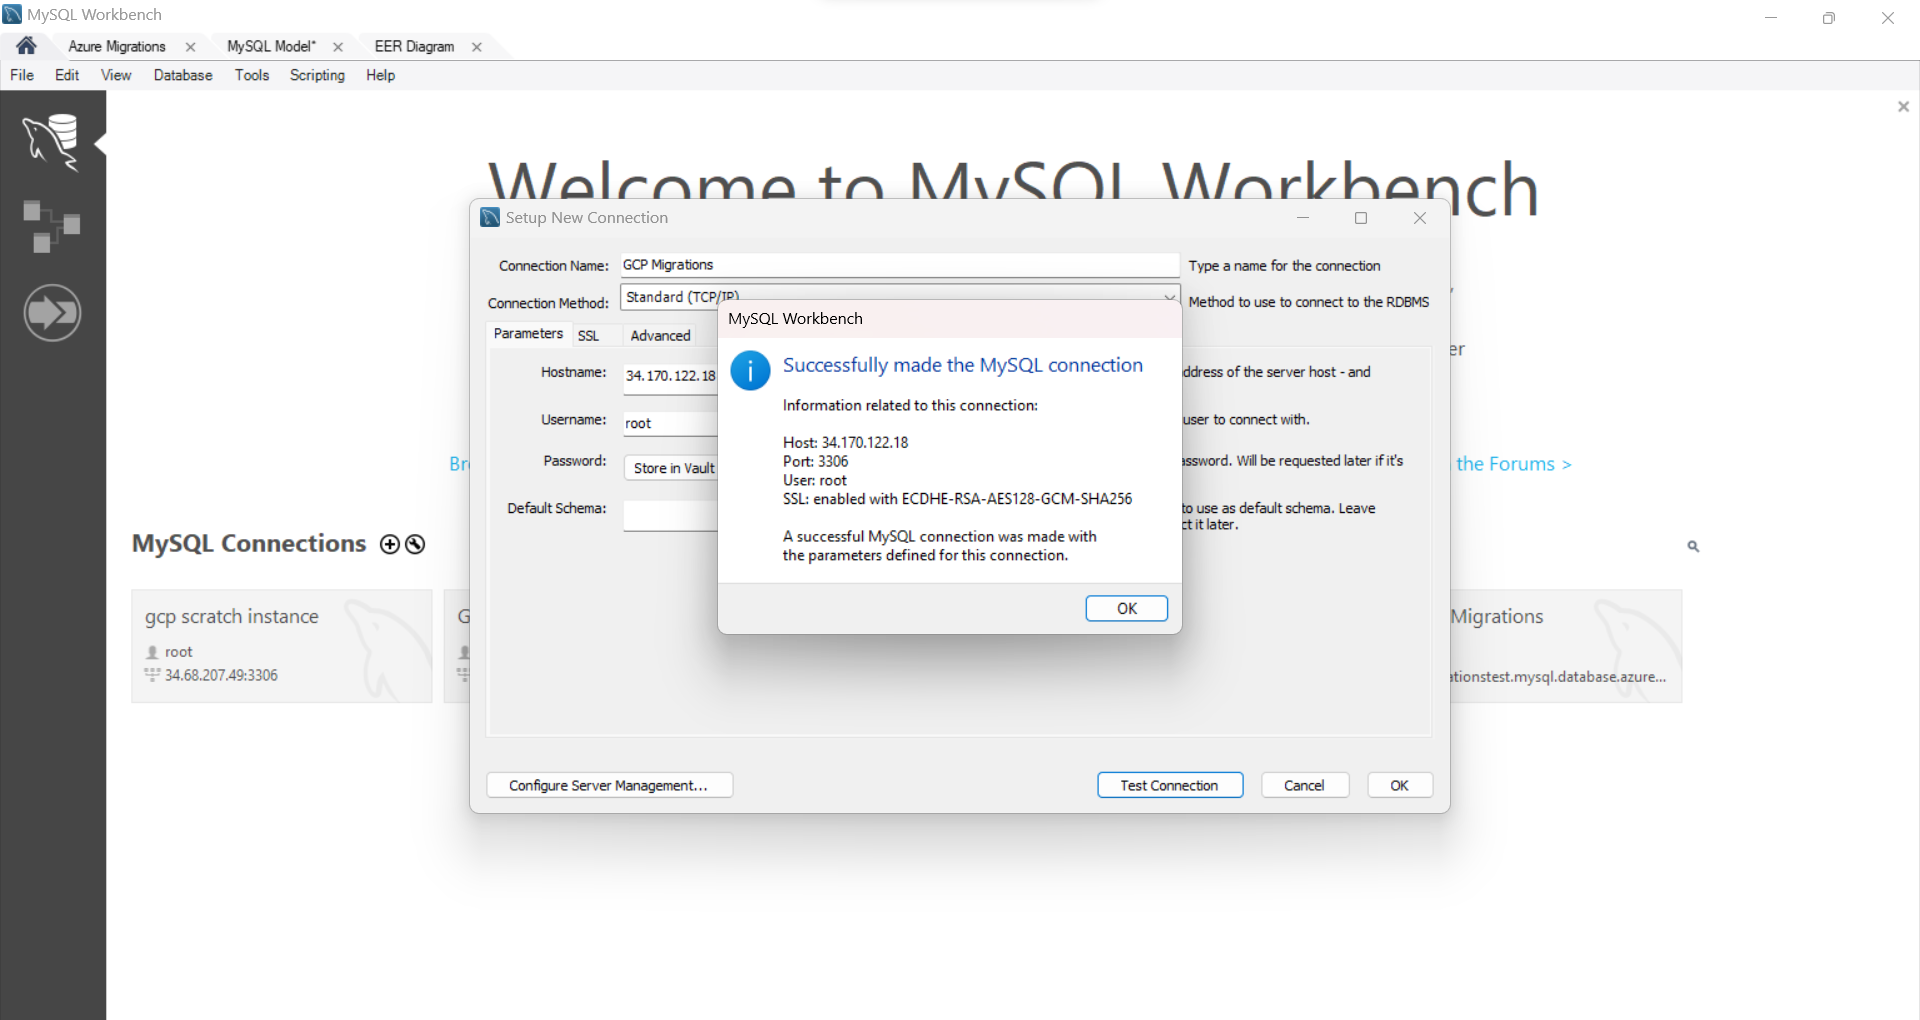 MySQL Workbench
Azure Migrations
MySQL Model*
EER Diagram
File Edit View Database Tools Scripting Help
Welcome to MySQL Workbench
Setup New Connection
Connection Name: GCP Migrations Type a name for the connection
Connection Method: Standard (TCP/IP) Method to use to connect to the RDBMS
Parameters SSL Advanced
MySQL Workbench
Successfully made the MySQL connection
Information related to this connection:
Host: 34.170.122.18
Port: 3306
User: root
SSL: enabled with ECDHE-RSA-AES128-GCM-SHA256
A successful MySQL connection was made with
the parameters defined for this connection.
OK
Hostname: 34.170.122.18
ddress of the server host - and
Username: root
user to connect with.
Password: Store in Vault
assword. Will be requested later if it's
Default Schema:
to use as default schema. Leave
ct it later.
er
Br
the Forums >
MySQL Connections
gcp scratch instance
root
34.68.207.49:3306
G
Migrations
ationstest.mysql.database.azure...
Configure Server Management...
Test Connection
Cancel
OK